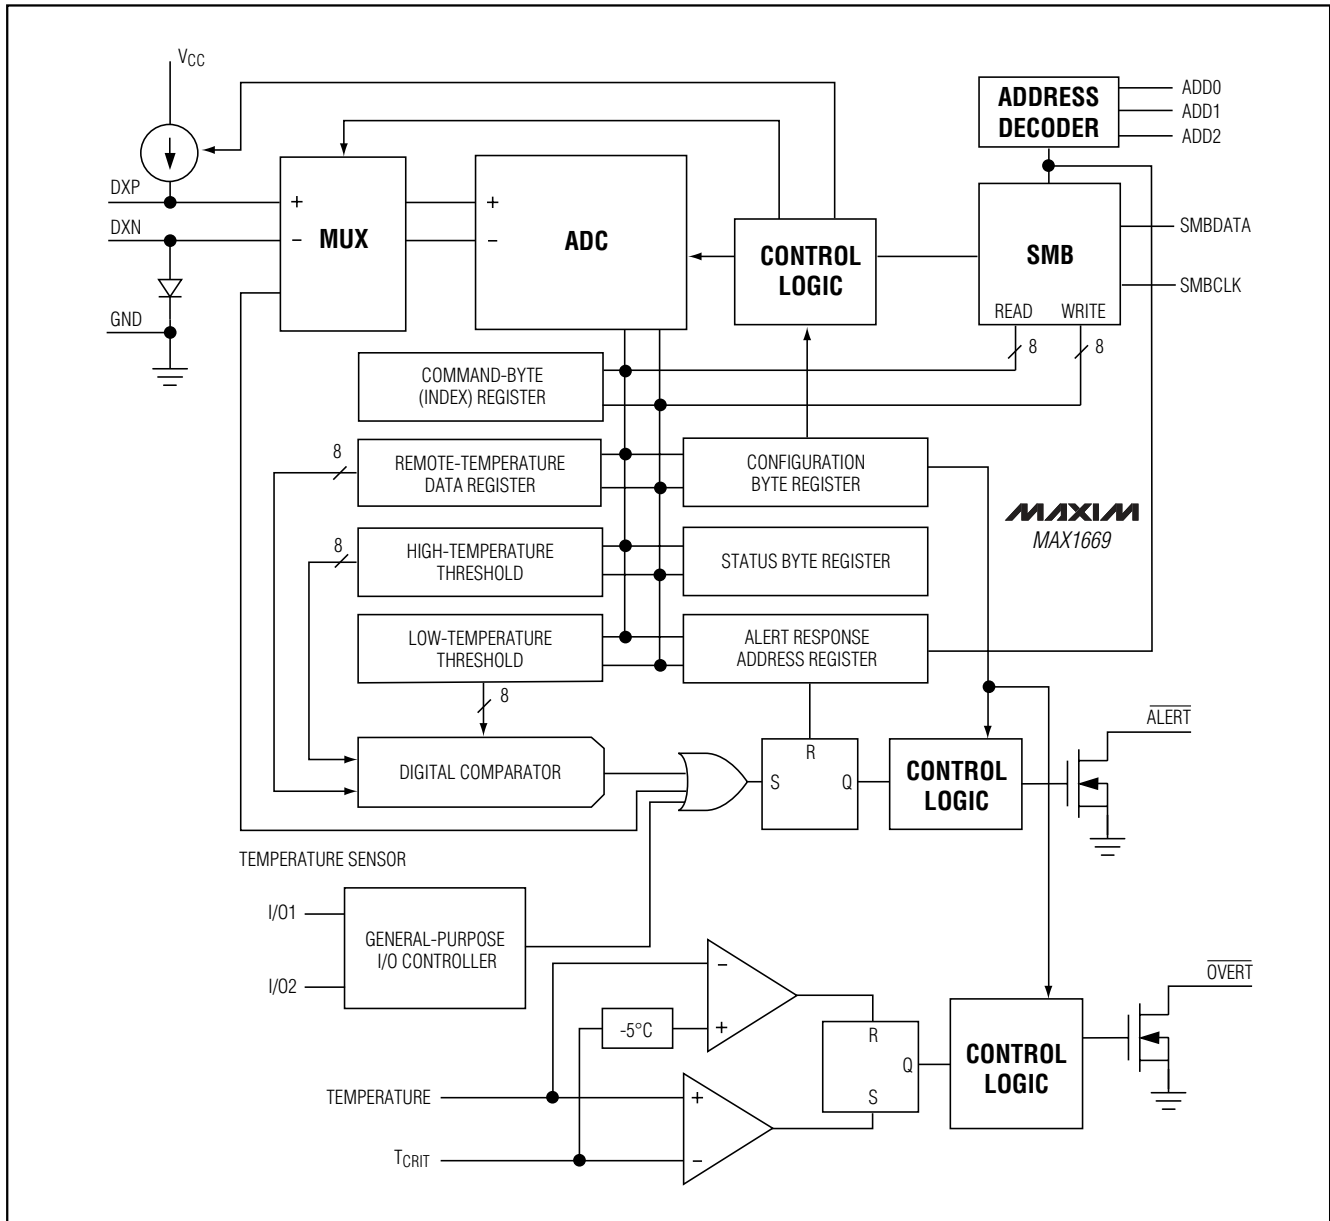 VCC
ADDRESS
DECODER
ADD0
ADD1
ADD2
DXP
DXN
GND
+
−
MUX
+
−
ADC
CONTROL
LOGIC
SMB
READ
WRITE
SMBDATA
SMBCLK
8
8
COMMAND-BYTE
(INDEX) REGISTER
8
REMOTE-TEMPERATURE
DATA REGISTER
CONFIGURATION
BYTE REGISTER
MAXIM
MAX1669
8
HIGH-TEMPERATURE
THRESHOLD
STATUS BYTE REGISTER
LOW-TEMPERATURE
THRESHOLD
ALERT RESPONSE
ADDRESS REGISTER
8
DIGITAL COMPARATOR
R
S
Q
CONTROL
LOGIC
ALERT
TEMPERATURE SENSOR
I/O1
I/O2
GENERAL-PURPOSE
I/O CONTROLLER
−
+
-5°C
R
Q
S
CONTROL
LOGIC
OVERT
TEMPERATURE
+
TCRIT
−